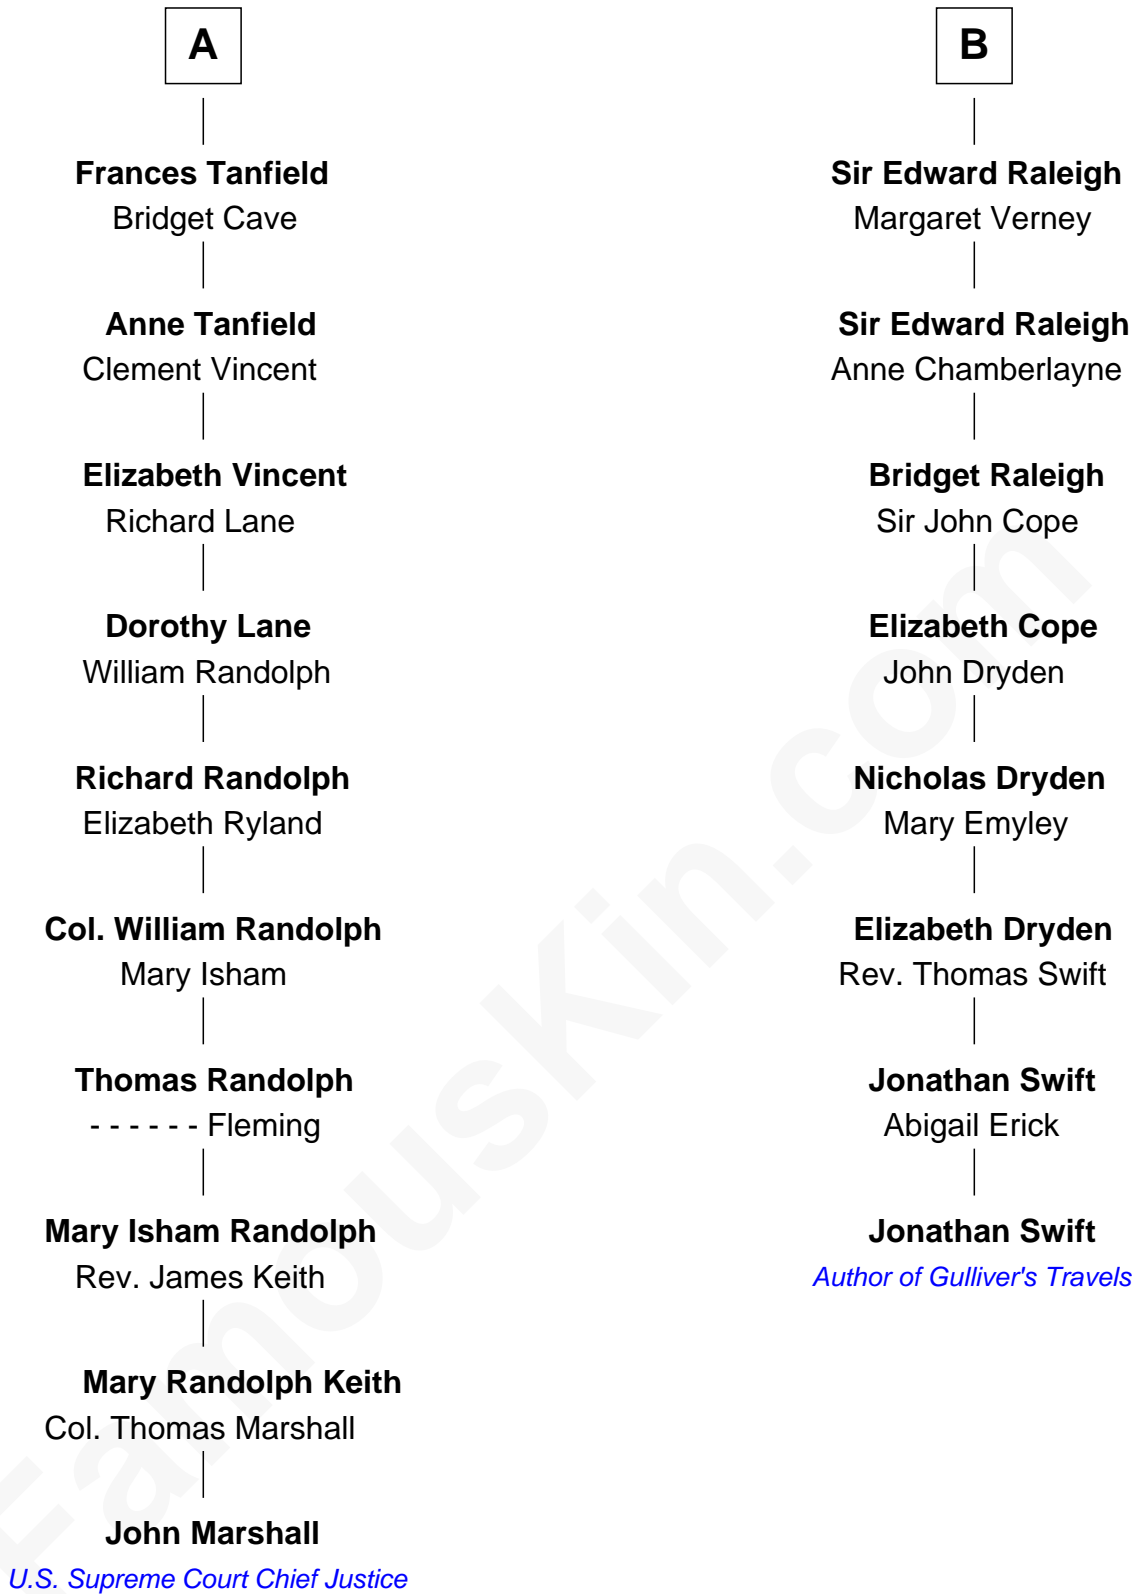 A
Frances Tanfield
Bridget Cave
Anne Tanfield
Clement Vincent
Elizabeth Vincent
Richard Lane
Dorothy Lane
William Randolph
Richard Randolph
Elizabeth Ryland
Col. William Randolph
Mary Isham
Thomas Randolph
- - - - - - Fleming
Mary Isham Randolph
Rev. James Keith
Mary Randolph Keith
Col. Thomas Marshall
John Marshall
U.S. Supreme Court Chief Justice
B
Sir Edward Raleigh
Margaret Verney
Sir Edward Raleigh
Anne Chamberlayne
Bridget Raleigh
Sir John Cope
Elizabeth Cope
John Dryden
Nicholas Dryden
Mary Emyley
Elizabeth Dryden
Rev. Thomas Swift
Jonathan Swift
Abigail Erick
Jonathan Swift
Author of Gulliver's Travels
FamousKin.com